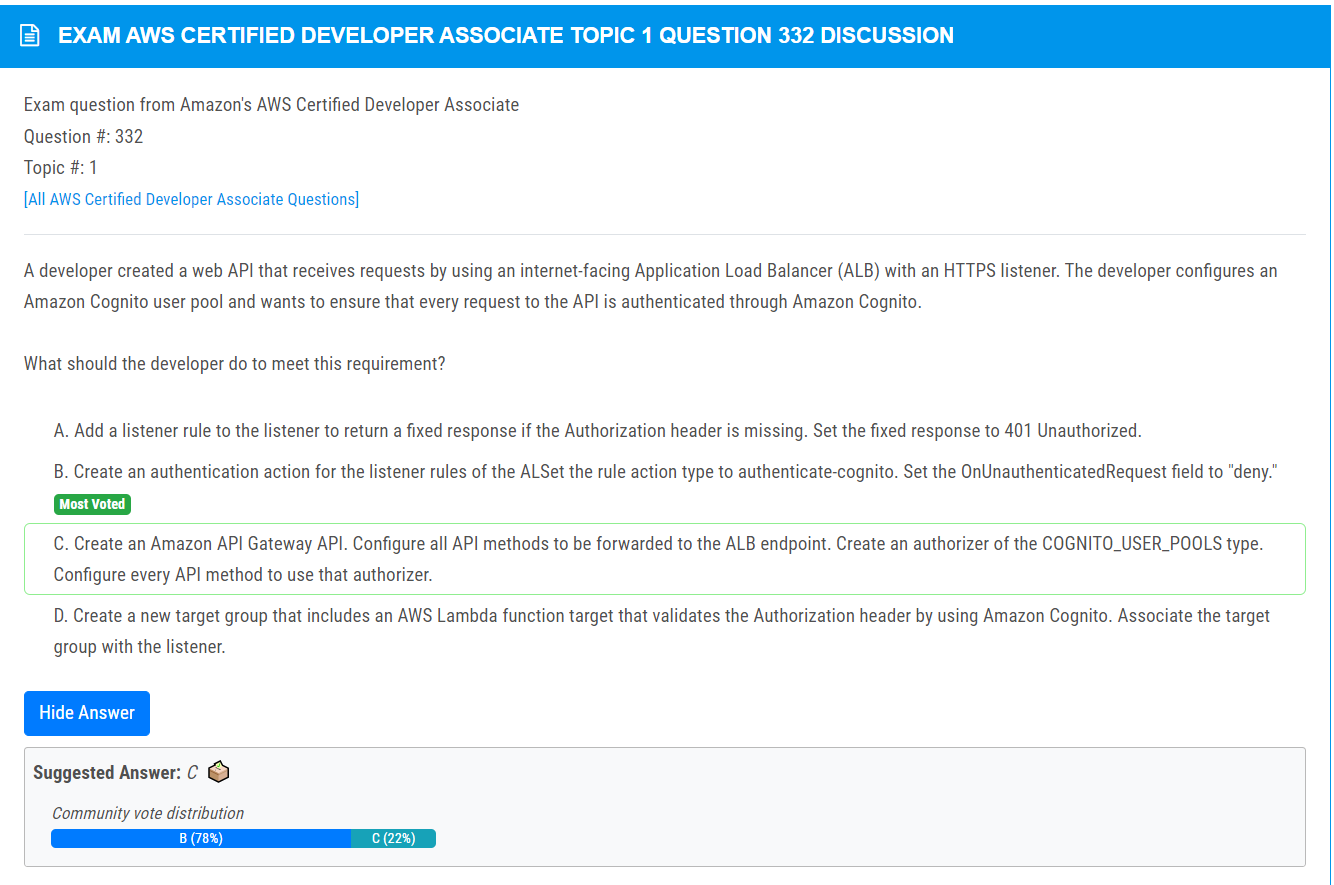 EXAM AWS CERTIFIED DEVELOPER ASSOCIATE TOPIC 1 QUESTION 332 DISCUSSION
Exam question from Amazon's AWS Certified Developer Associate
Question #: 332
Topic #: 1
[All AWS Certified Developer Associate Questions]
A developer created a web API that receives requests by using an internet-facing Application Load Balancer (ALB) with an HTTPS listener. The developer configures an
Amazon Cognito user pool and wants to ensure that every request to the API is authenticated through Amazon Cognito.
What should the developer do to meet this requirement?
A. Add a listener rule to the listener to return a fixed response if the Authorization header is missing. Set the fixed response to 401 Unauthorized.
B. Create an authentication action for the listener rules of the ALSet the rule action type to authenticate-cognito. Set the OnUnauthenticatedRequest field to "deny."
Most Voted
C. Create an Amazon API Gateway API. Configure all API methods to be forwarded to the ALB endpoint. Create an authorizer of the COGNITO_USER_POOLS type.
Configure every API method to use that authorizer.
D. Create a new target group that includes an AWS Lambda function target that validates the Authorization header by using Amazon Cognito. Associate the target
group with the listener.
Hide Answer
Suggested Answer: C
Community vote distribution
B (78%) C (22%)